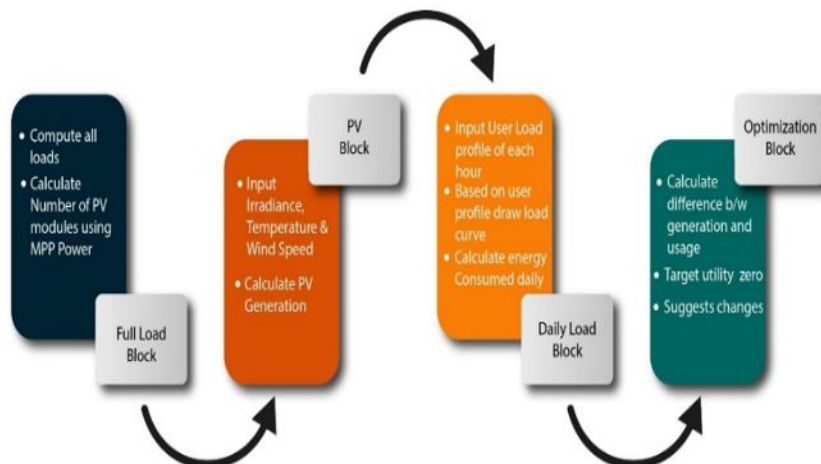 • Compute all
loads
• Calculate
Number of PV
modules using
MPP Power
Full Load
Block
• Input
Irradiance,
Temperature &
Wind Speed
• Calculate PV
Generation
PV
Block
• Input User Load
profile of each
hour
• Based on user
profile draw load
curve
• Calculate energy
Consumed daily
Daily Load
Block
• Calculate
difference b/w
generation and
usage
• Target utility zero
• Suggests changes
Optimization
Block